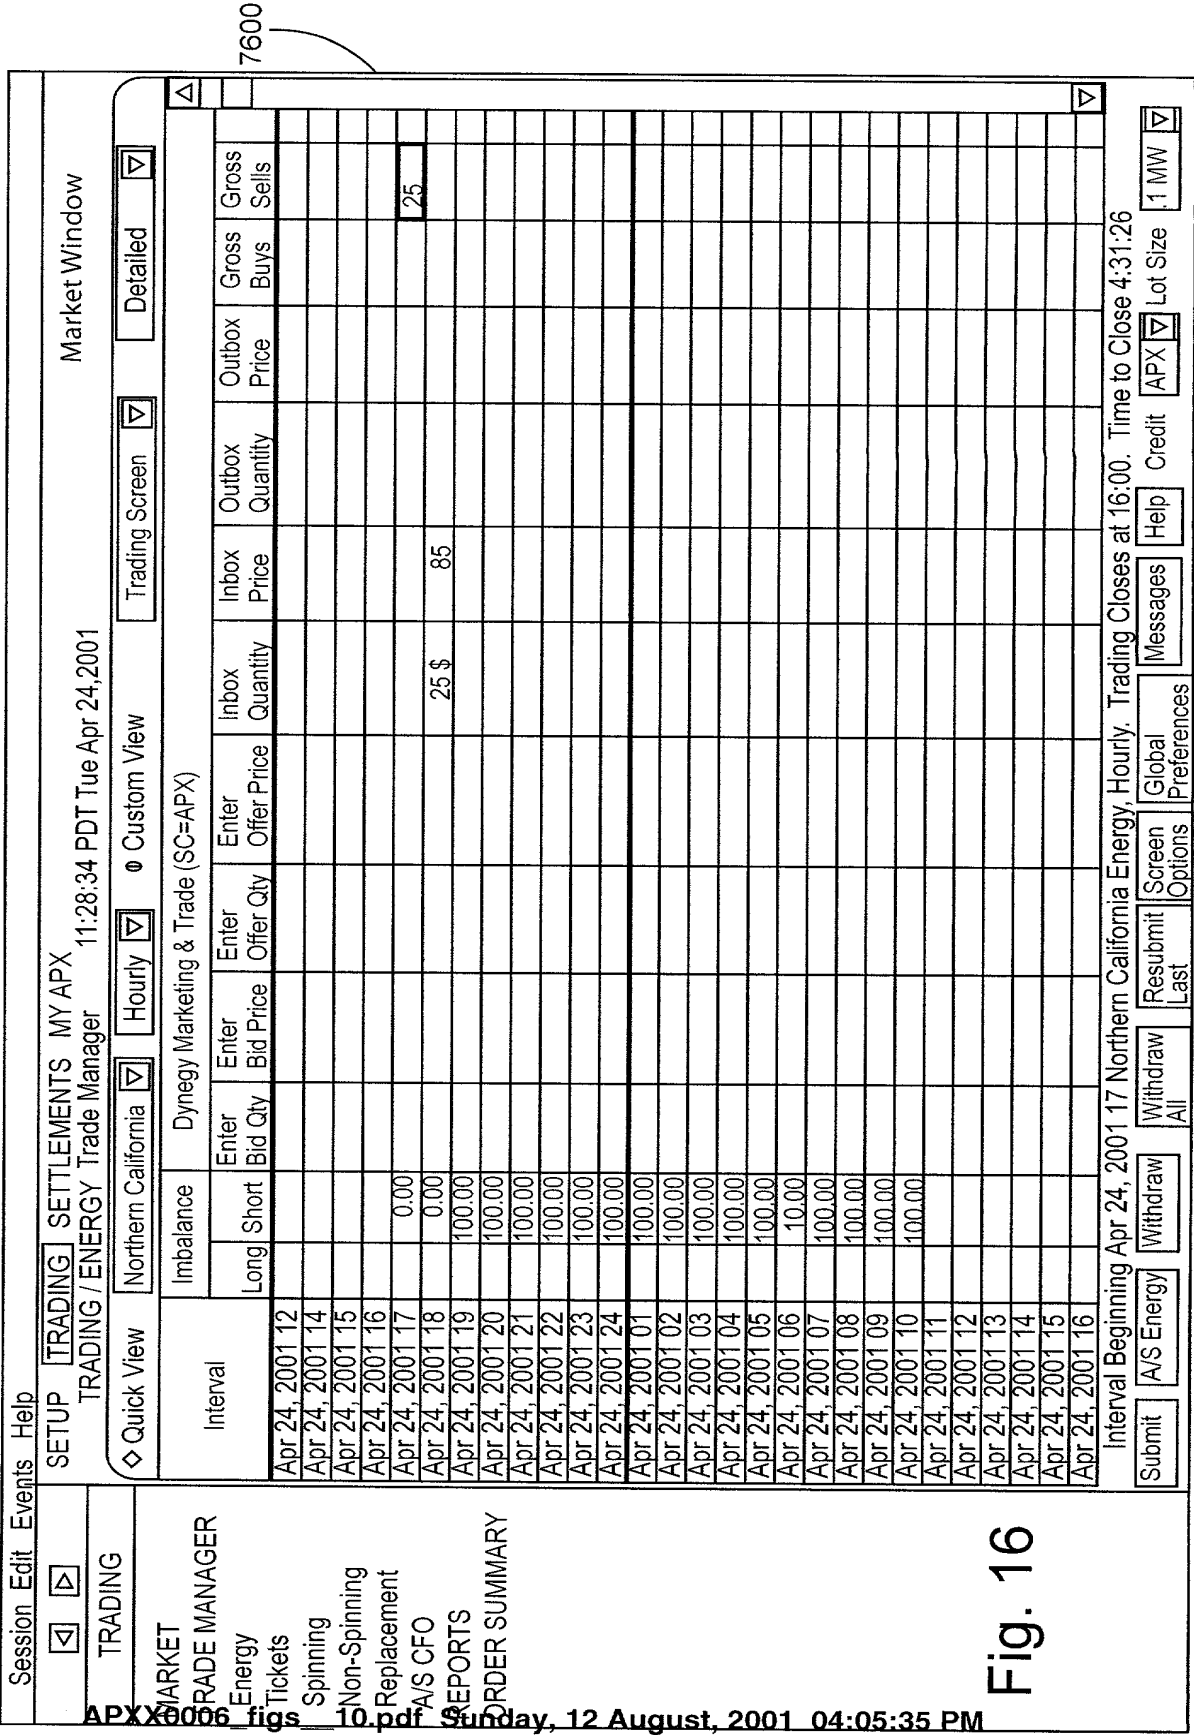 Session Edit Events Help
SETUP TRADING SETTLEMENTS MY APX
Market Window
TRADING / ENERGY Trade Manager
11:28:34 PDT Tue Apr 24,2001
TRADING
◇ Quick View Northern California Hourly Custom View Trading Screen Detailed
7600
MARKET
TRADE MANAGER
Energy
Tickets
Spinning
Non-Spinning
Replacement
A/S CFO
REPORTS
ORDER SUMMARY
Imbalance Dynegy Marketing & Trade (SC=APX)
Interval Long Short Enter Bid Qty Enter Bid Price Enter Offer Qty Enter Offer Price Inbox Quantity Inbox Price Outbox Quantity Outbox Price Gross Buys Gross Sells
Apr 24, 2001 12
Apr 24, 2001 14
Apr 24, 2001 15
Apr 24, 2001 16
Apr 24, 2001 17 0.00 25
Apr 24, 2001 18 0.00 25 $ 85
Apr 24, 2001 19 100.00
Apr 24, 2001 20 100.00
Apr 24, 2001 21 100.00
Apr 24, 2001 22 100.00
Apr 24, 2001 23 100.00
Apr 24, 2001 24 100.00
Apr 24, 2001 01 100.00
Apr 24, 2001 02 100.00
Apr 24, 2001 03 100.00
Apr 24, 2001 04 100.00
Apr 24, 2001 05 100.00
Apr 24, 2001 06 10.00
Apr 24, 2001 07 100.00
Apr 24, 2001 08 100.00
Apr 24, 2001 09 100.00
Apr 24, 2001 10 100.00
Apr 24, 2001 11
Apr 24, 2001 12
Apr 24, 2001 13
Apr 24, 2001 14
Apr 24, 2001 15
Apr 24, 2001 16
Interval Beginning Apr 24, 2001 17 Northern California Energy, Hourly. Trading Closes at 16:00. Time to Close 4:31:26
Submit A/S Energy Withdraw Withdraw All Resubmit Last Screen Options Global Preferences Messages Help Credit APX Lot Size .1 MW
Fig. 16
APXX0006_figs__10.pdf Sunday, 12 August, 2001 04:05:35 PM